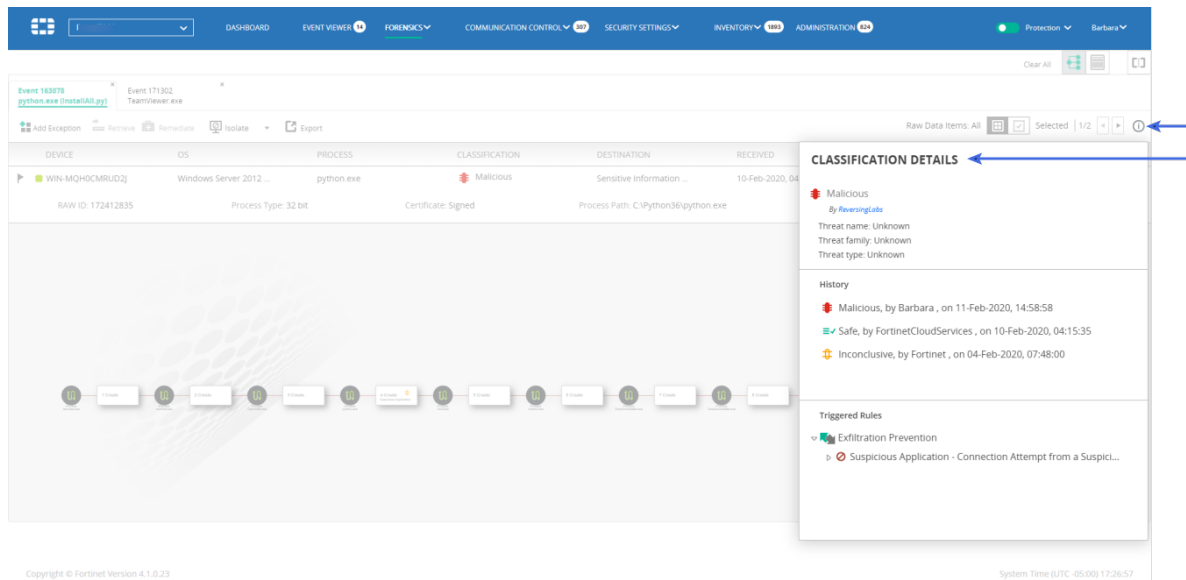 DASHBOARD EVENT VIEWER 14 FORENSICS COMMUNICATION CONTROL 307 SECURITY SETTINGS INVENTORY 1893 ADMINISTRATION 824 Protection Barbara
Clear All
Event 163078
python.exe (InstallAll.py)
Event 171302
TeamViewer.exe
Add Exception Retrieve Remediate Isolate Export Raw Data Items: All Selected 1/2
DEVICE OS PROCESS CLASSIFICATION DESTINATION RECEIVED
WIN-MQH0CMRUD2J Windows Server 2012 ... python.exe Malicious Sensitive Information ... 10-Feb-2020, 04
RAW ID: 172412835 Process Type: 32 bit Certificate: Signed Process Path: C:\Python36\python.exe
CLASSIFICATION DETAILS
Malicious
By ReversingLabs
Threat name: Unknown
Threat family: Unknown
Threat type: Unknown
History
Malicious, by Barbara , on 11-Feb-2020, 14:58:58
Safe, by FortinetCloudServices , on 10-Feb-2020, 04:15:35
Inconclusive, by Fortinet , on 04-Feb-2020, 07:48:00
Triggered Rules
Exfiltration Prevention
Suspicious Application - Connection Attempt from a Suspici...
Copyright © Fortinet Version 4.1.0.23 System Time (UTC -05:00) 17:26:57